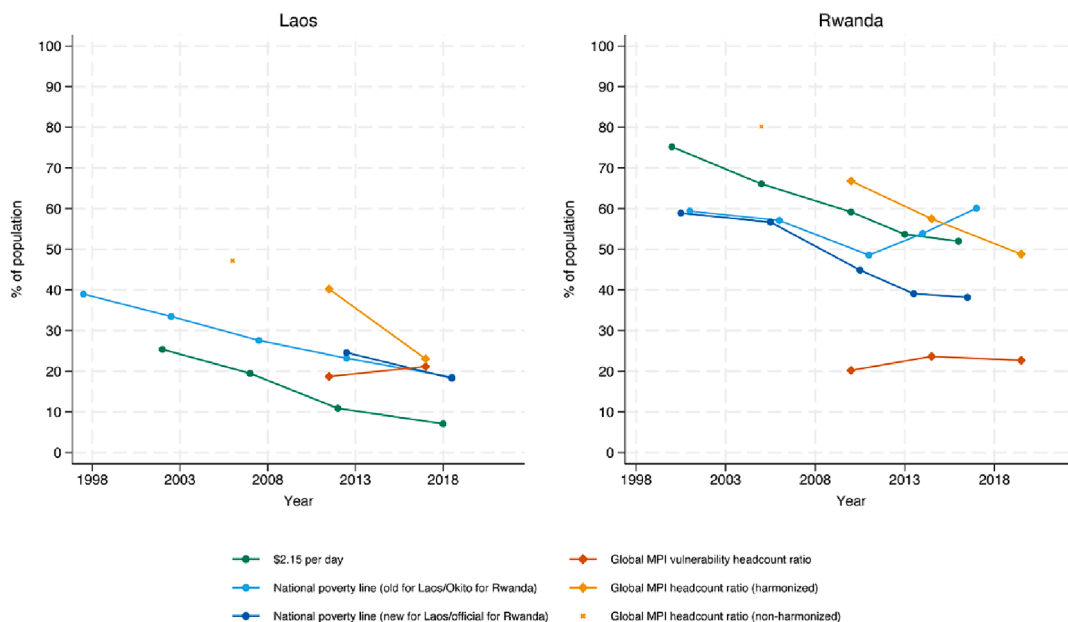 Laos
% of population
100
90
80
70
60
50
40
30
20
10
0
1998 2003 2008 2013 2018
Year
Rwanda
% of population
100
90
80
70
60
50
40
30
20
10
0
1998 2003 2008 2013 2018
Year
$2.15 per day
National poverty line (old for Laos/Okito for Rwanda)
National poverty line (new for Laos/official for Rwanda)
Global MPI vulnerability headcount ratio
Global MPI headcount ratio (harmonized)
Global MPI headcount ratio (non-harmonized)